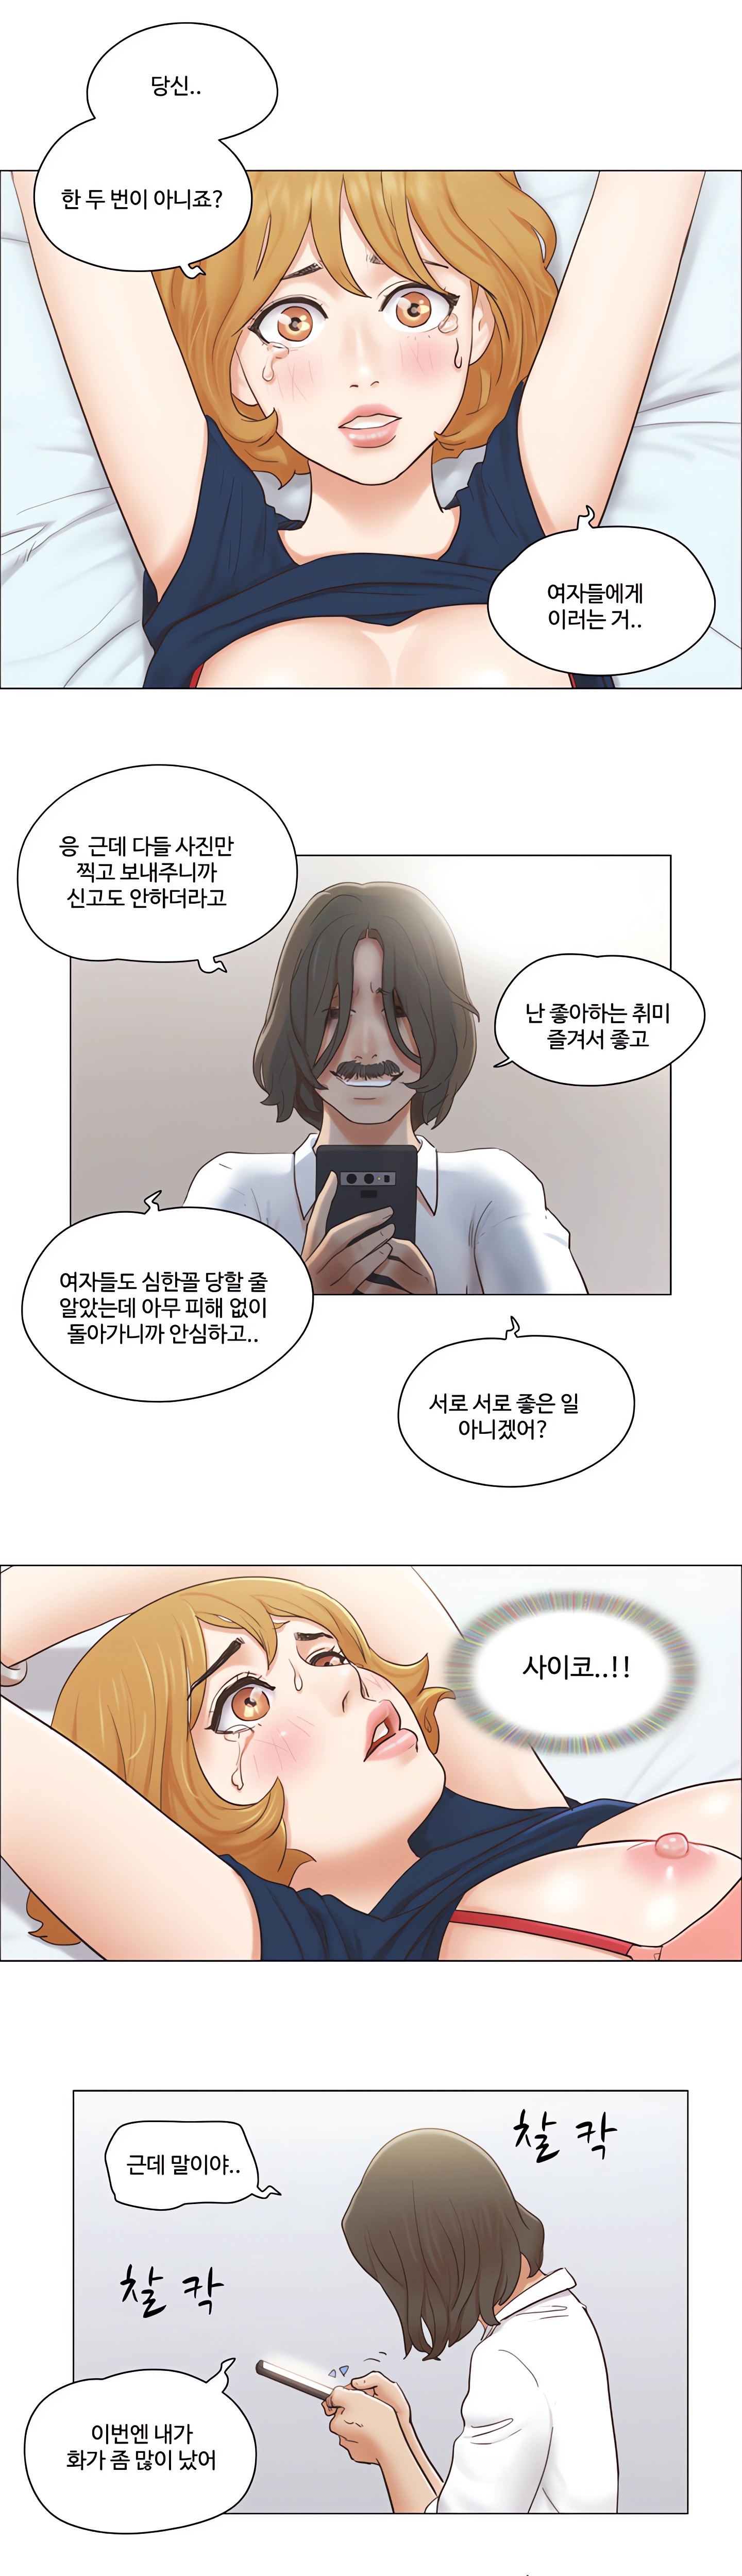 당신..
한 두 번이 아니죠?
여자들에게
이러는 거..
응 근데 다들 사진만
찍고 보내주니까
신고도 안하더라고
난 좋아하는 취미
즐겨서 좋고
여자들도 심한꼴 당할 줄
알았는데 아무 피해 없이
돌아가니까 안심하고..
서로 서로 좋은 일
아니겠어?
사이코..!!
찰칵
근데 말이야..
찰칵
이번엔 내가
화가 좀 많이 났어